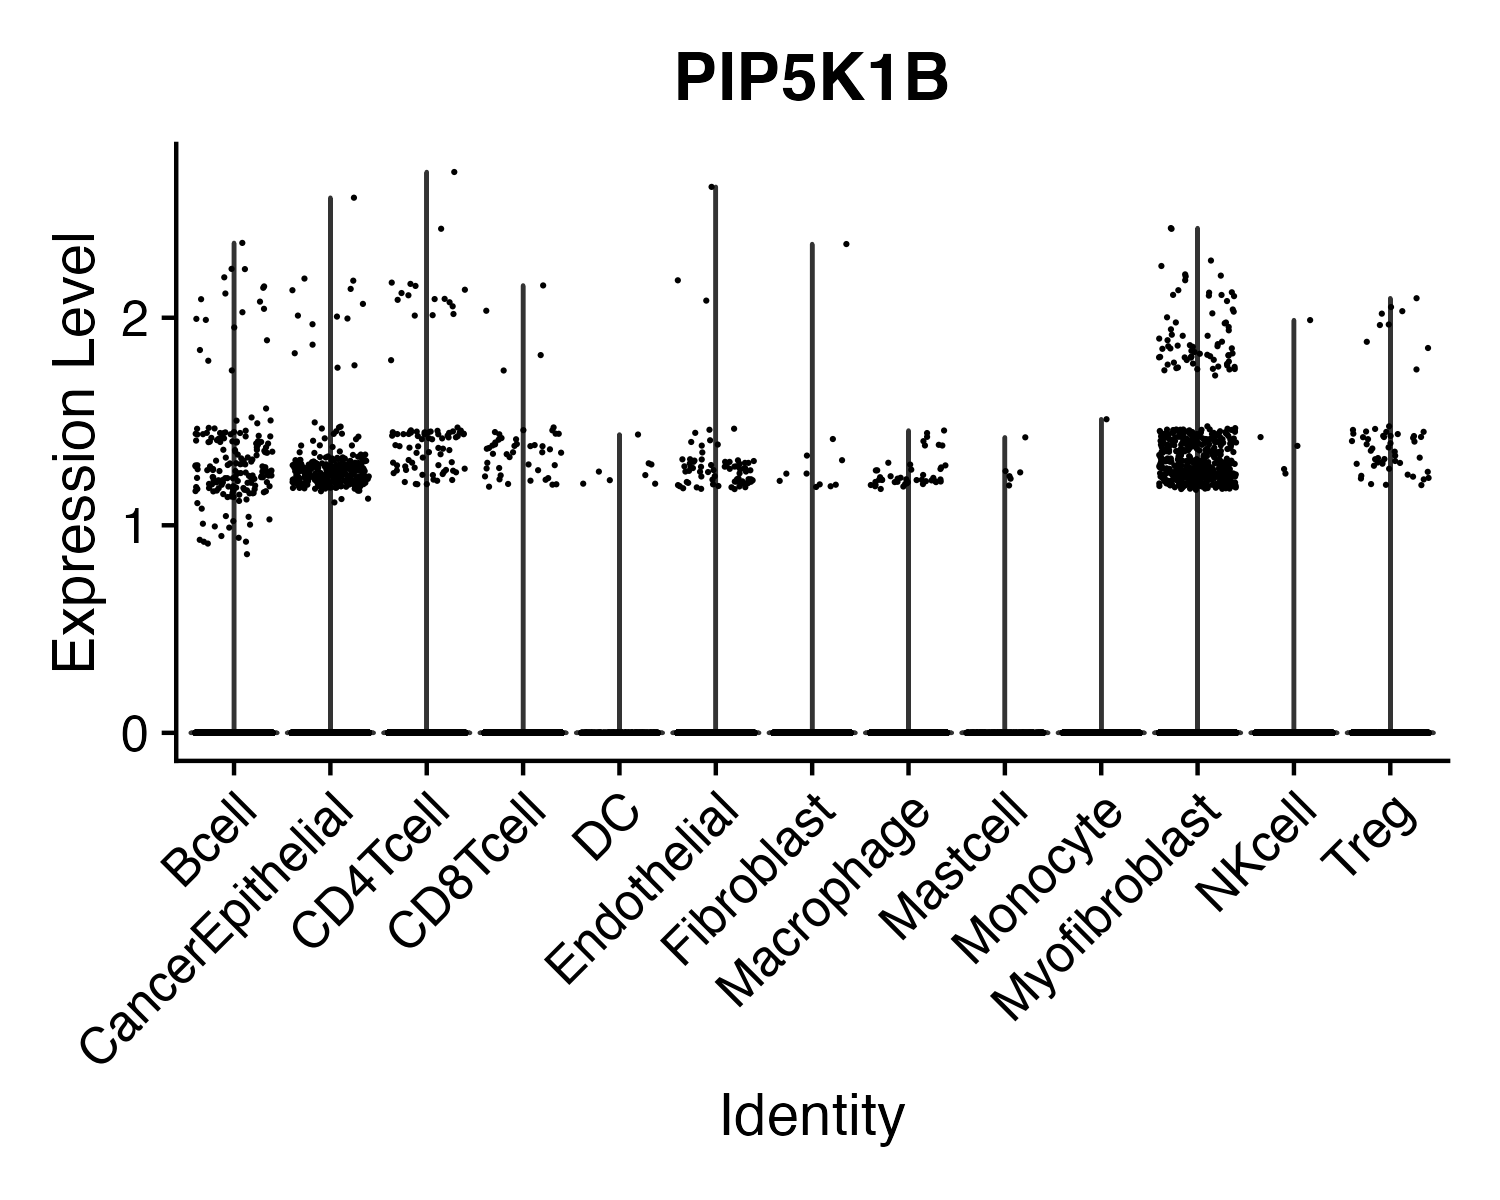 PIP5K1B
Expression Level
2
1
0
Bcell
CancerEpithelial
CD4Tcell
CD8Tcell
DC
Endothelial
Fibroblast
Macrophage
Mastcell
Monocyte
Myofibroblast
NKcell
Treg
Identity